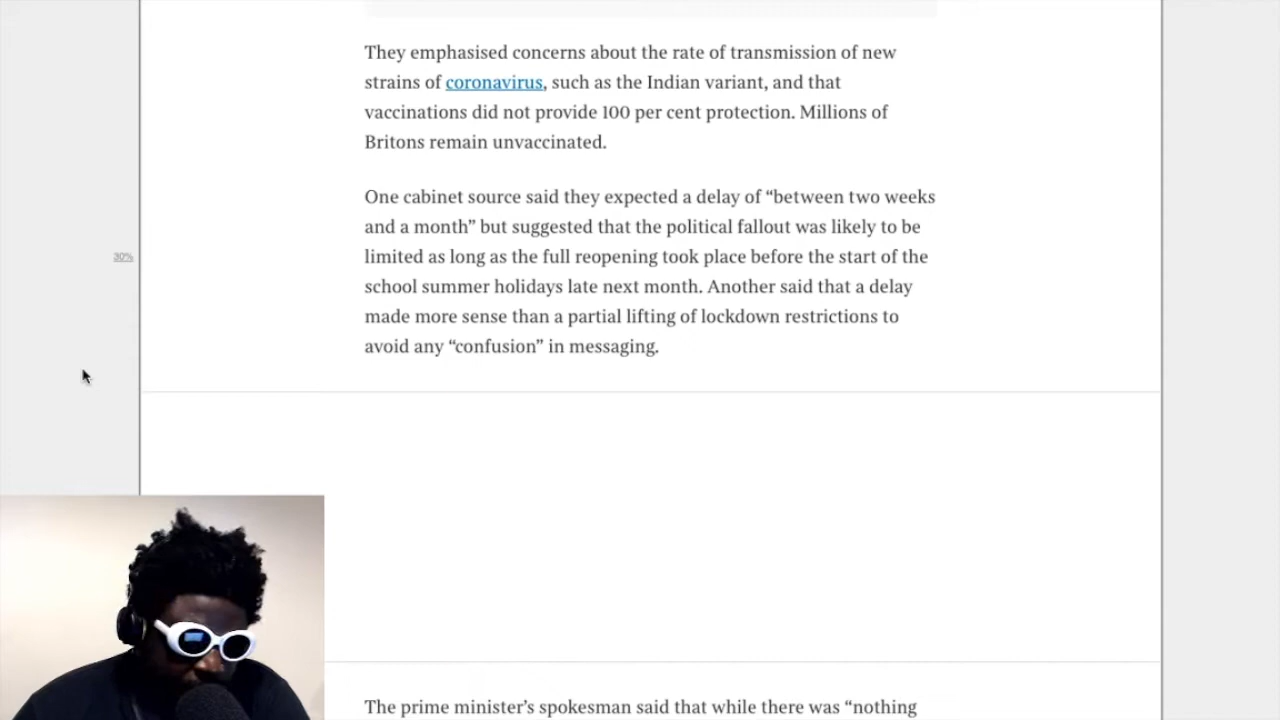 They emphasised concerns about the rate of transmission of new
strains of coronavirus, such as the Indian variant, and that
vaccinations did not provide 100 per cent protection. Millions of
Britons remain unvaccinated.
One cabinet source said they expected a delay of “between two weeks
and a month” but suggested that the political fallout was likely to be
30%
limited as long as the full reopening took place before the start of the
school summer holidays late next month. Another said that a delay
made more sense than a partial lifting of lockdown restrictions to
avoid any “confusion” in messaging.
The prime minister’s spokesman said that while there was “nothing